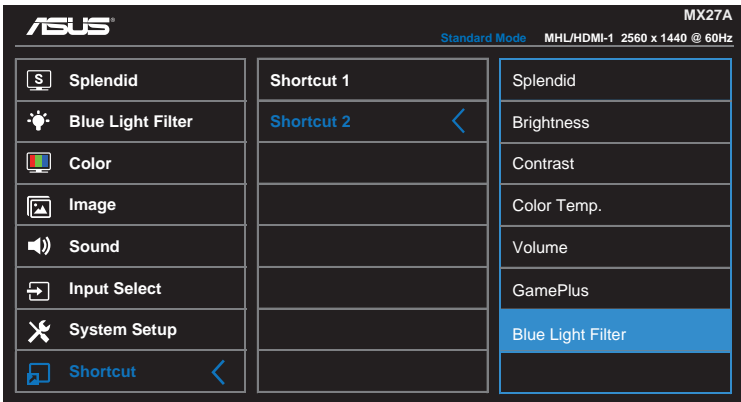 ASUS
MX27A
Standard Mode MHL/HDMI-1 2560 x 1440 @ 60Hz
S Splendid
Blue Light Filter
Color
Image
Sound
Input Select
System Setup
Shortcut
Shortcut 1
Shortcut 2
Splendid
Brightness
Contrast
Color Temp.
Volume
GamePlus
Blue Light Filter